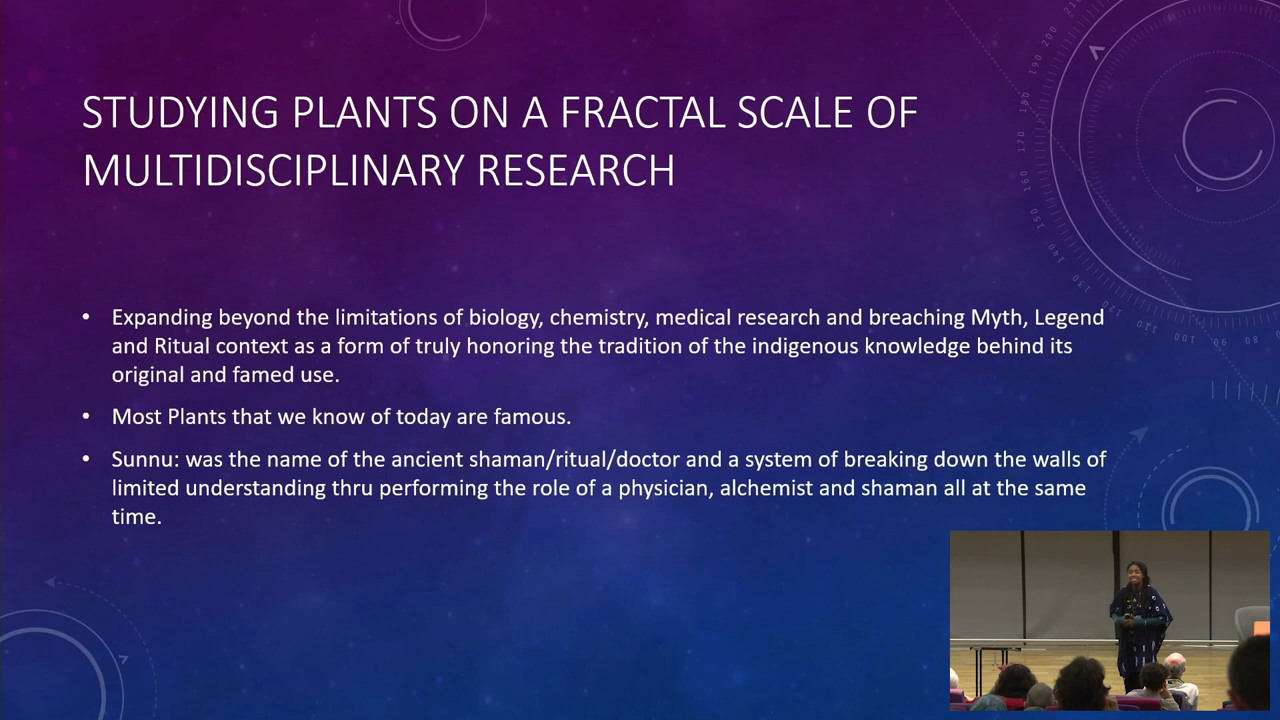 STUDYING PLANTS ON A FRACTAL SCALE OF
MULTIDISCIPLINARY RESEARCH
• Expanding beyond the limitations of biology, chemistry, medical research and breaching Myth, Legend
and Ritual context as a form of truly honoring the tradition of the indigenous knowledge behind its
original and famed use.
• Most Plants that we know of today are famous.
• Sunnu: was the name of the ancient shaman/ritual/doctor and a system of breaking down the walls of
limited understanding thru performing the role of a physician, alchemist and shaman all at the same
time.